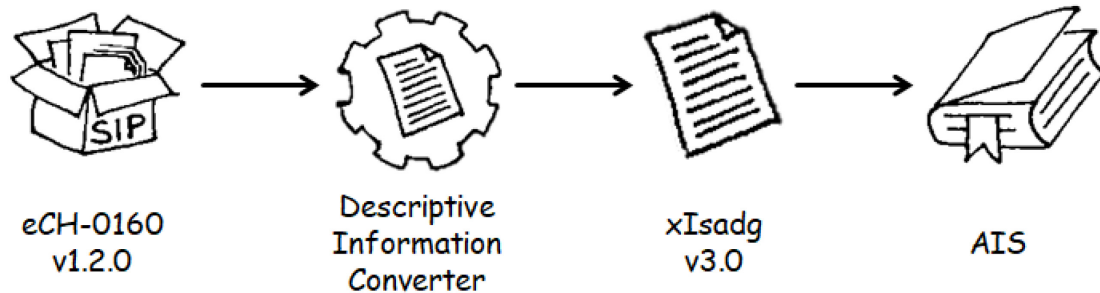 SIP
eCH-0160
v1.2.0
Descriptive
Information
Converter
xIsadg
v3.0
AIS